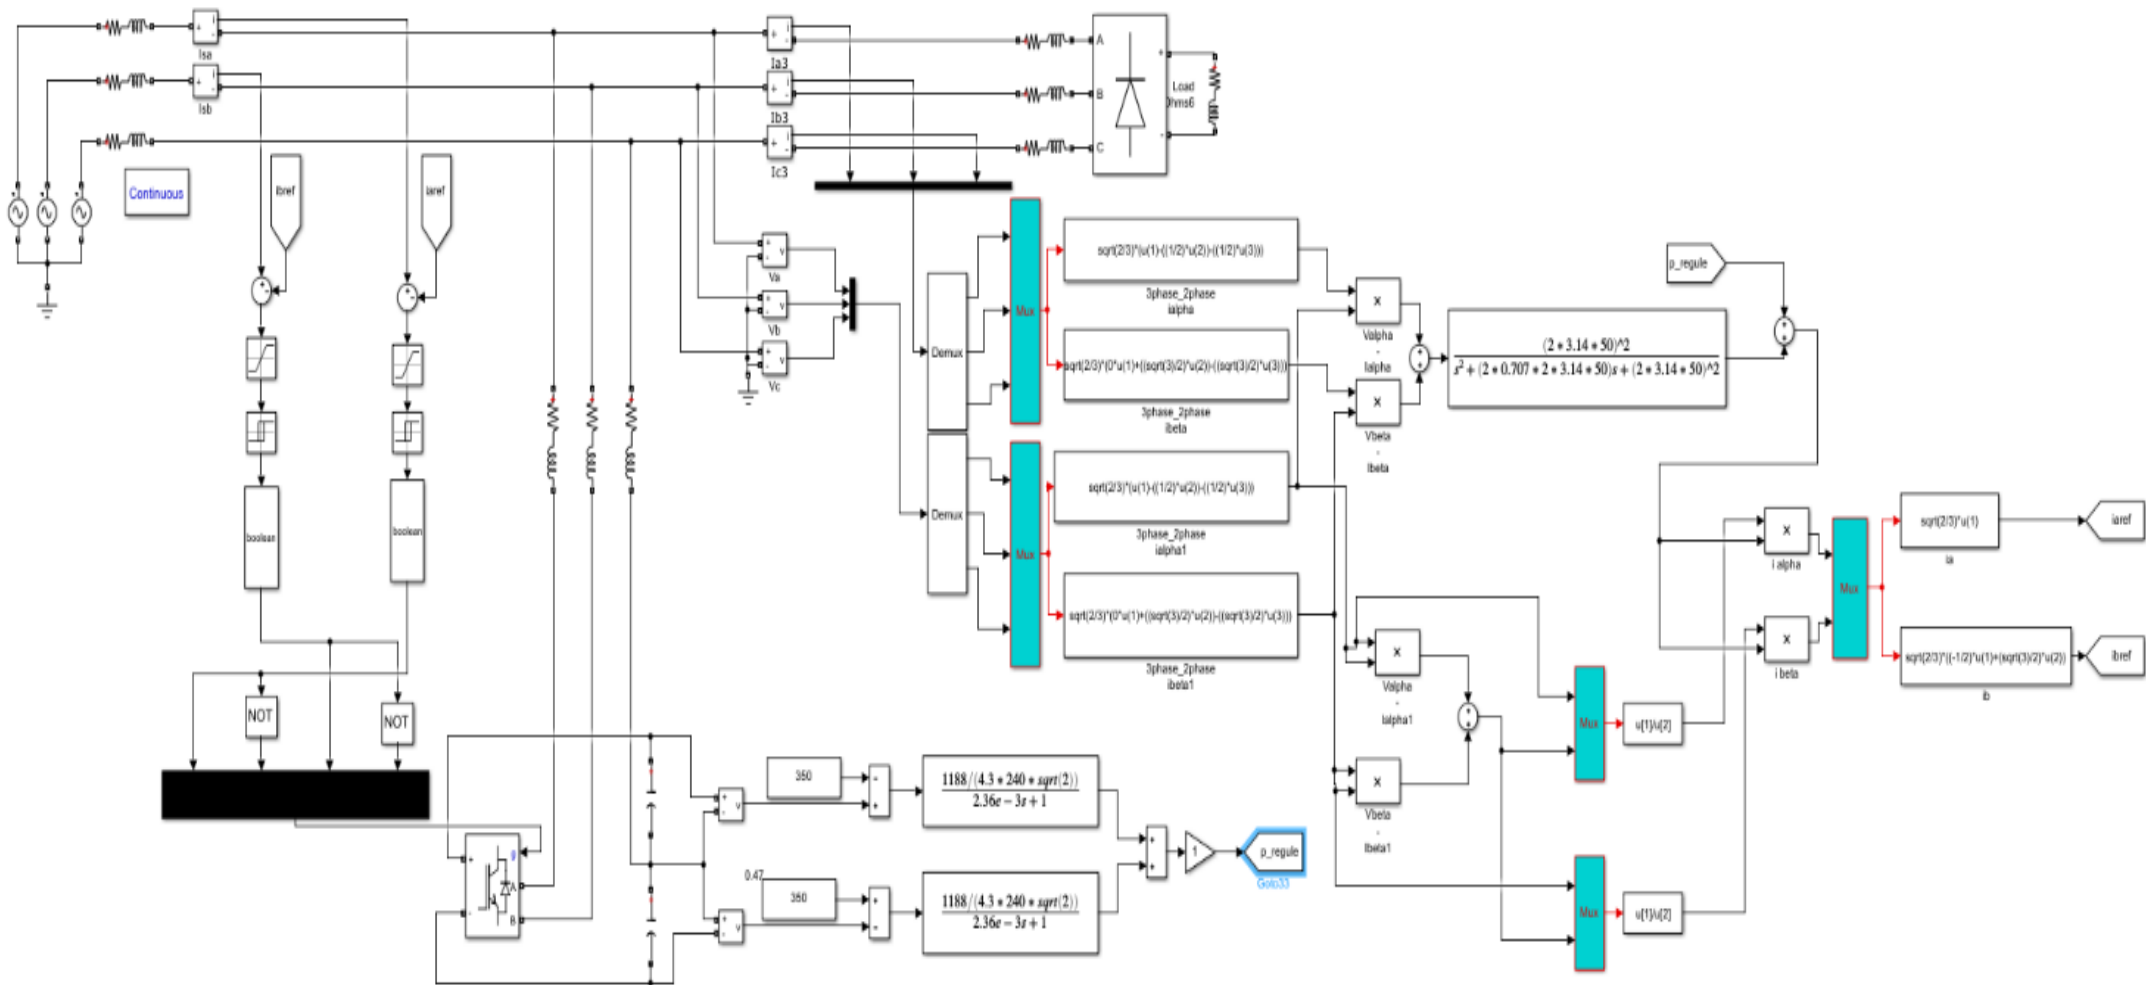 Isa
Isb
Ia3
Ib3
Ic3
A
B
C
+
-
Load
Ohms6
Continuous
ibref
iaref
Va
Vb
Vc
Demux
Demux
Mux
Mux
sqrt(2/3)*(u(1)-((1/2)*u(2))-((1/2)*u(3)))
3phase_2phase
ialpha
sqrt(2/3)*(0*u(1)+((sqrt(3)/2)*u(2))-((sqrt(3)/2)*u(3)))
3phase_2phase
ibeta
sqrt(2/3)*(u(1)-((1/2)*u(2))-((1/2)*u(3)))
3phase_2phase
ialpha1
sqrt(2/3)*(0*u(1)+((sqrt(3)/2)*u(2))-((sqrt(3)/2)*u(3)))
3phase_2phase
ibeta1
×
Valpha
-
Ialpha
×
Vbeta
-
Ibeta
(2*3.14*50)^2
s² + (2*0.707*2*3.14*50)s + (2*3.14*50)^2
p_regule
×
Valpha
-
Ialpha1
×
Vbeta
-
Ibeta1
Mux
u[1]/u[2]
Mux
u[1]/u[2]
×
i alpha
×
i beta
Mux
sqrt(2/3)*u(1)
ia
iaref
sqrt(2/3)*((-1/2)*u(1)+(sqrt(3)/2)*u(2))
ib
ibref
boolean
boolean
NOT
NOT
g
A
B
+
-
350
1188/(4.3*240*sqrt(2))
2.36e-3s+1
0.47
350
1188/(4.3*240*sqrt(2))
2.36e-3s+1
1
p_regule
Goto33